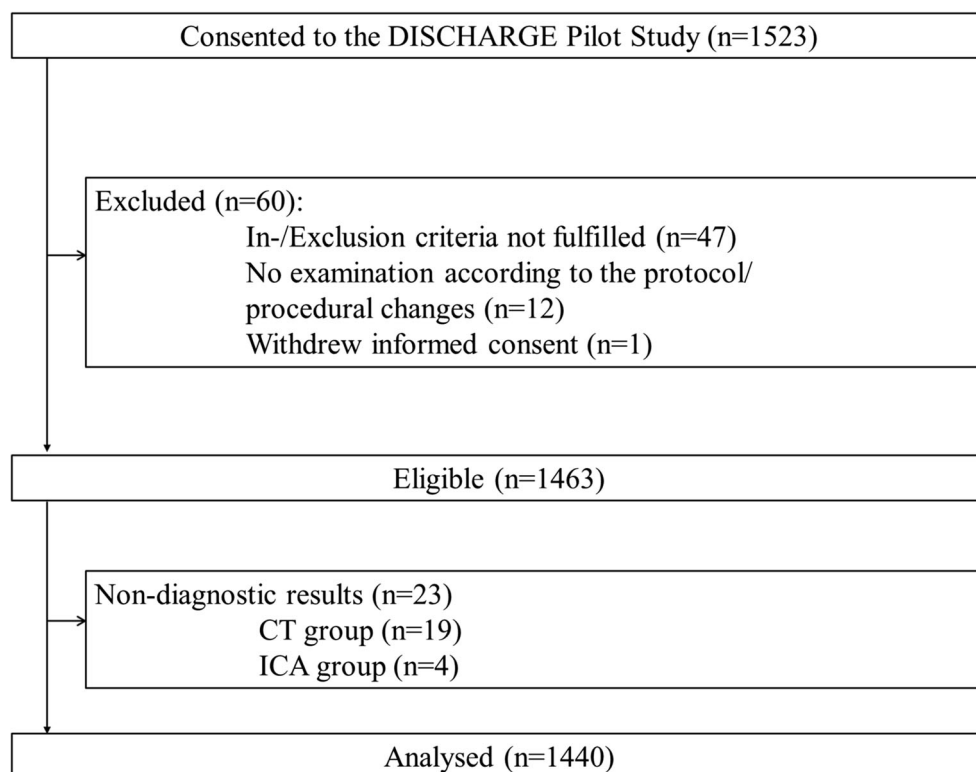 Consented to the DISCHARGE Pilot Study (n=1523)
Excluded (n=60):
In-/Exclusion criteria not fulfilled (n=47)
No examination according to the protocol/
procedural changes (n=12)
Withdrew informed consent (n=1)
Eligible (n=1463)
Non-diagnostic results (n=23)
CT group (n=19)
ICA group (n=4)
Analysed (n=1440)